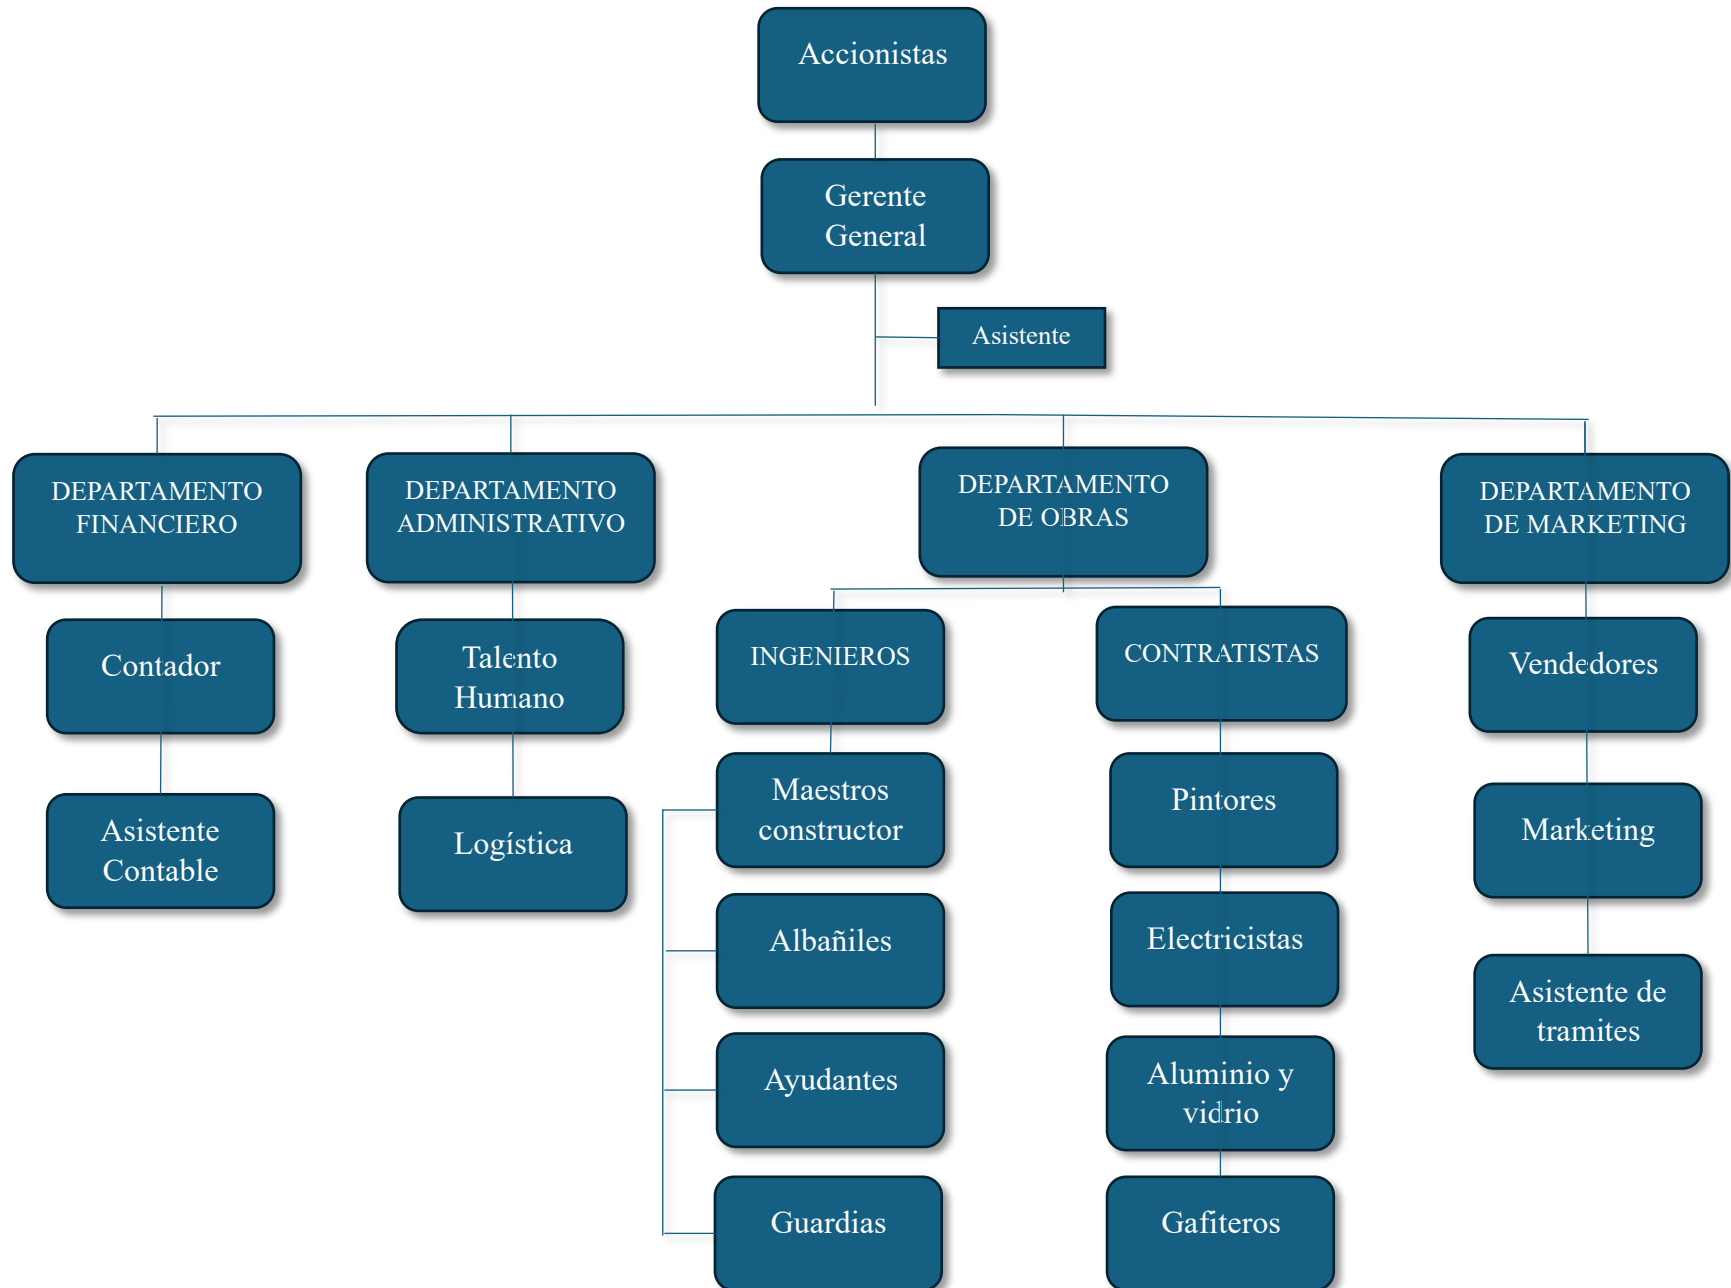 Accionistas
Gerente
General
Asistente
DEPARTAMENTO
FINANCIERO
DEPARTAMENTO
ADMINISTRATIVO
DEPARTAMENTO
DE OBRAS
DEPARTAMENTO
DE MARKETING
Contador
Talento
Humano
INGENIEROS
CONTRATISTAS
Vendedores
Asistente
Contable
Logística
Maestros
constructor
Pintores
Marketing
Albañiles
Electricistas
Asistente de
tramites
Ayudantes
Aluminio y
vidrio
Guardias
Gafiteros